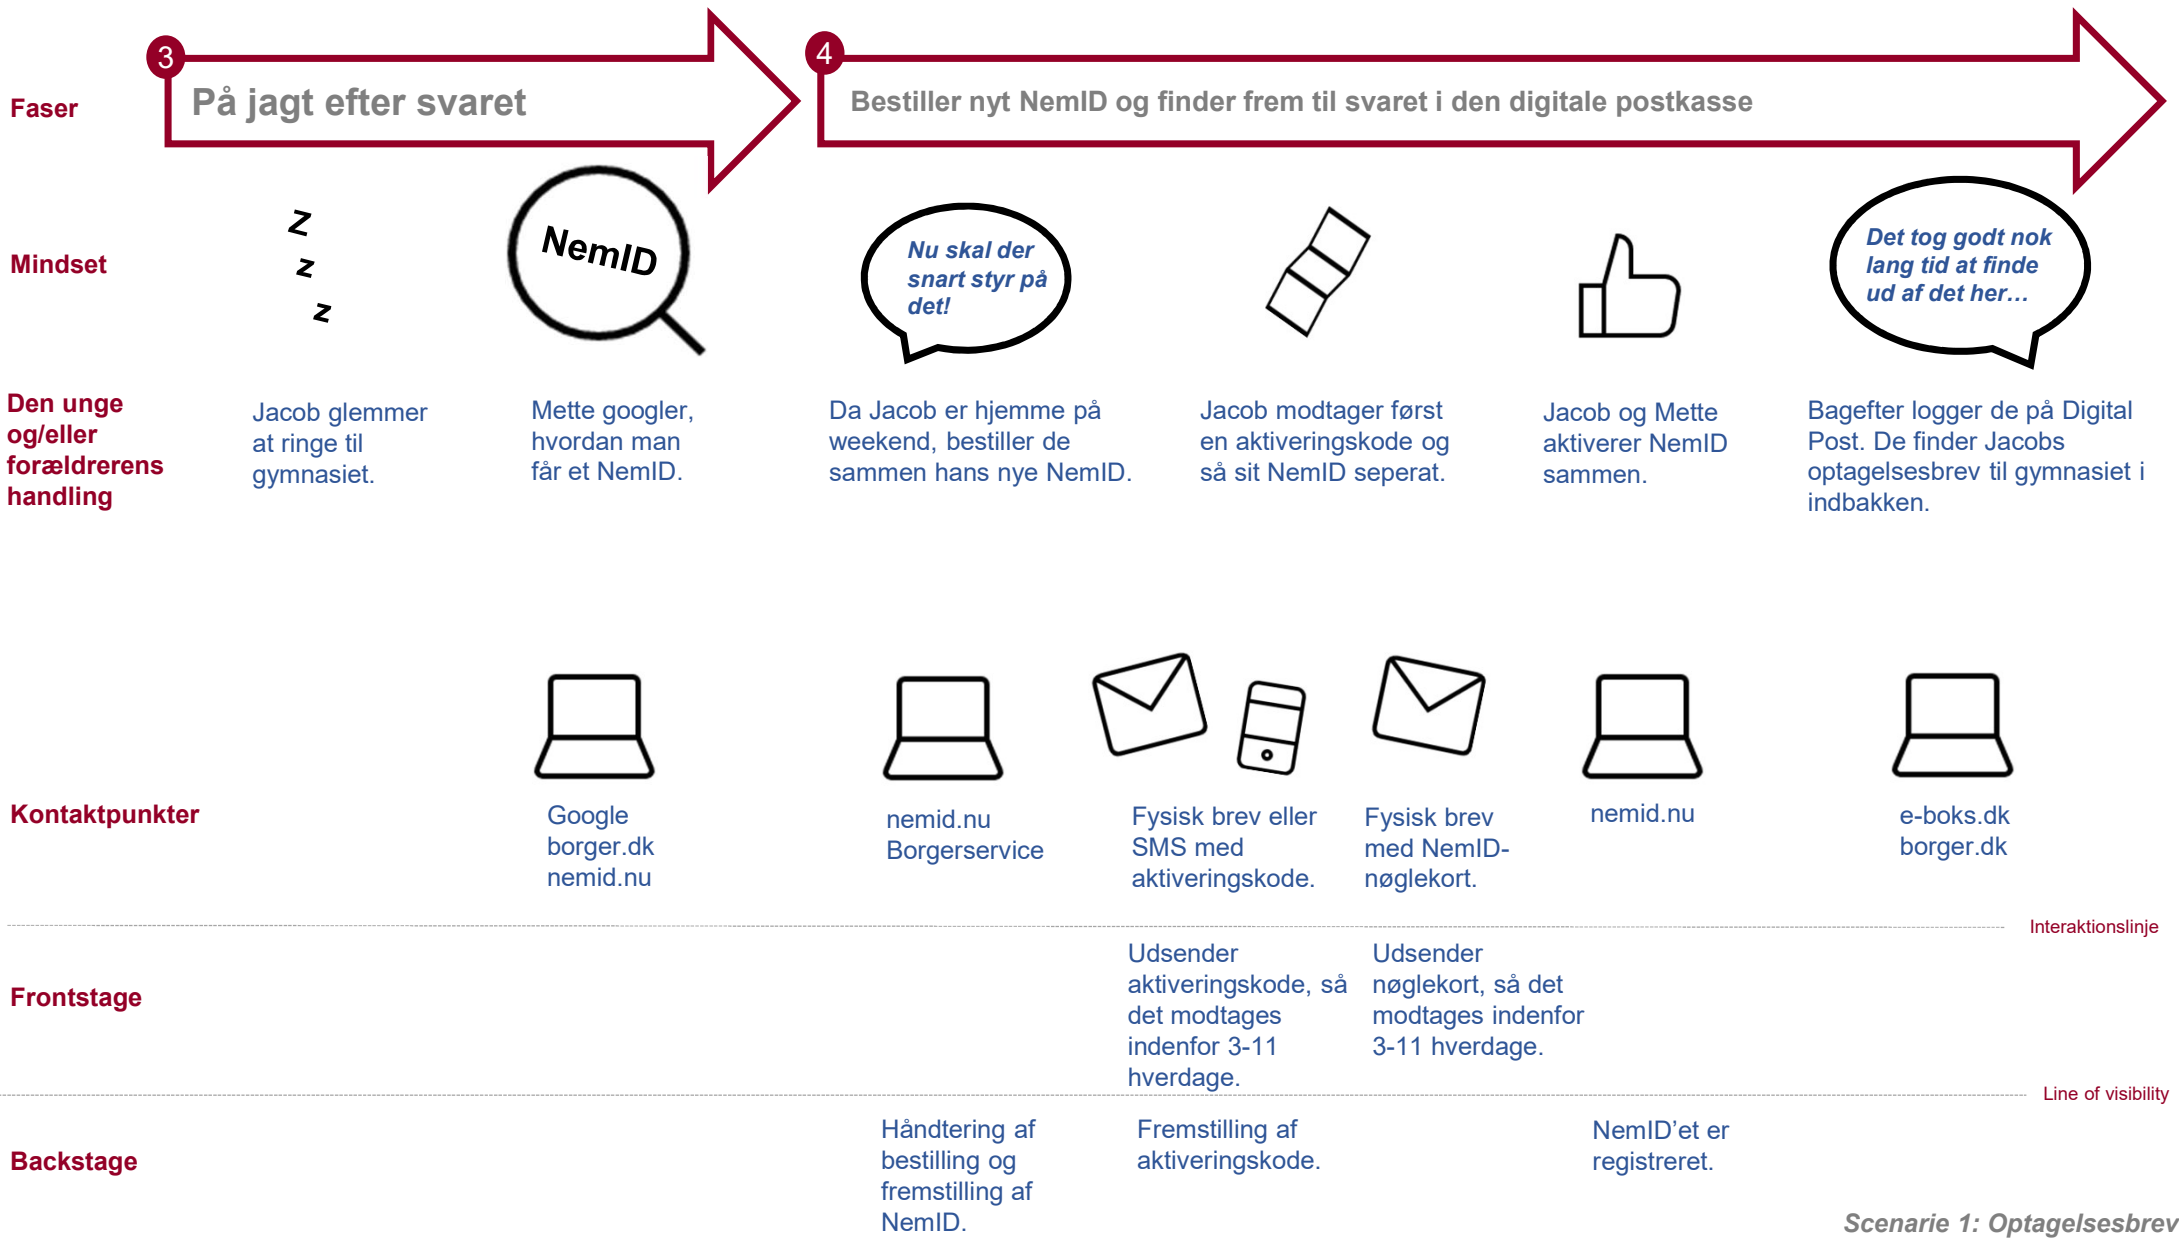 3
4
Faser
På jagt efter svaret
Bestiller nyt NemID og finder frem til svaret i den digitale postkasse
Mindset
Z
z
z
NemID
Nu skal der
snart styr på
det!
Det tog godt nok
lang tid at finde
ud af det her…
Den unge
og/eller
forældrerens
handling
Jacob glemmer
at ringe til
gymnasiet.
Mette googler,
hvordan man
får et NemID.
Da Jacob er hjemme på
weekend, bestiller de
sammen hans nye NemID.
Jacob modtager først
en aktiveringskode og
så sit NemID seperat.
Jacob og Mette
aktiverer NemID
sammen.
Bagefter logger de på Digital
Post. De finder Jacobs
optagelsesbrev til gymnasiet i
indbakken.
Kontaktpunkter
Google
borger.dk
nemid.nu
nemid.nu
Borgerservice
Fysisk brev eller
SMS med
aktiveringskode.
Fysisk brev
med NemID-
nøglekort.
nemid.nu
e-boks.dk
borger.dk
Interaktionslinje
Frontstage
Udsender
aktiveringskode, så
det modtages
indenfor 3-11
hverdage.
Udsender
nøglekort, så det
modtages indenfor
3-11 hverdage.
Line of visibility
Backstage
Håndtering af
bestilling og
fremstilling af
NemID.
Fremstilling af
aktiveringskode.
NemID’et er
registreret.
Scenarie 1: Optagelsesbrev